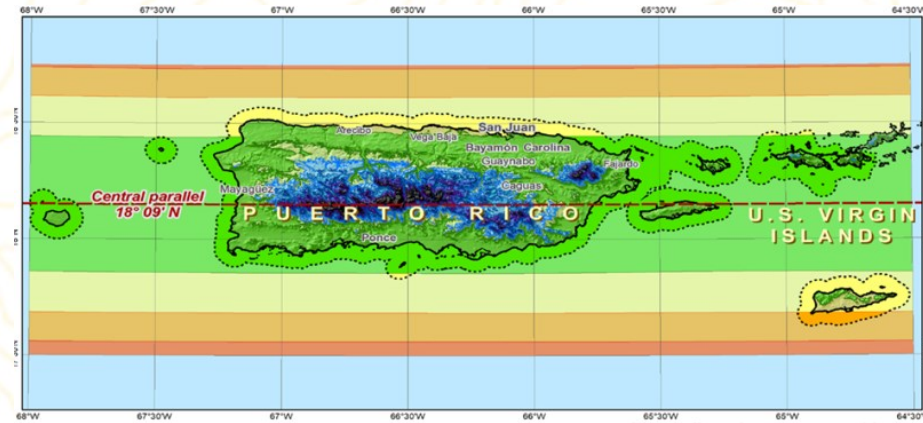 68°W 67°30'W 67°W 66°30'W 66°W 65°30'W 65°W 64°30'W
Arecibo
Vega Baja
San Juan
Bayamón Carolina
Guaynabo
Fajardo
Caguas
Mayagüez
Central parallel
18° 09' N
PUERTO RICO
U.S. VIRGIN
ISLANDS
Ponce
68°W 67°30'W 67°W 66°30'W 66°W 65°30'W 65°W 64°30'W